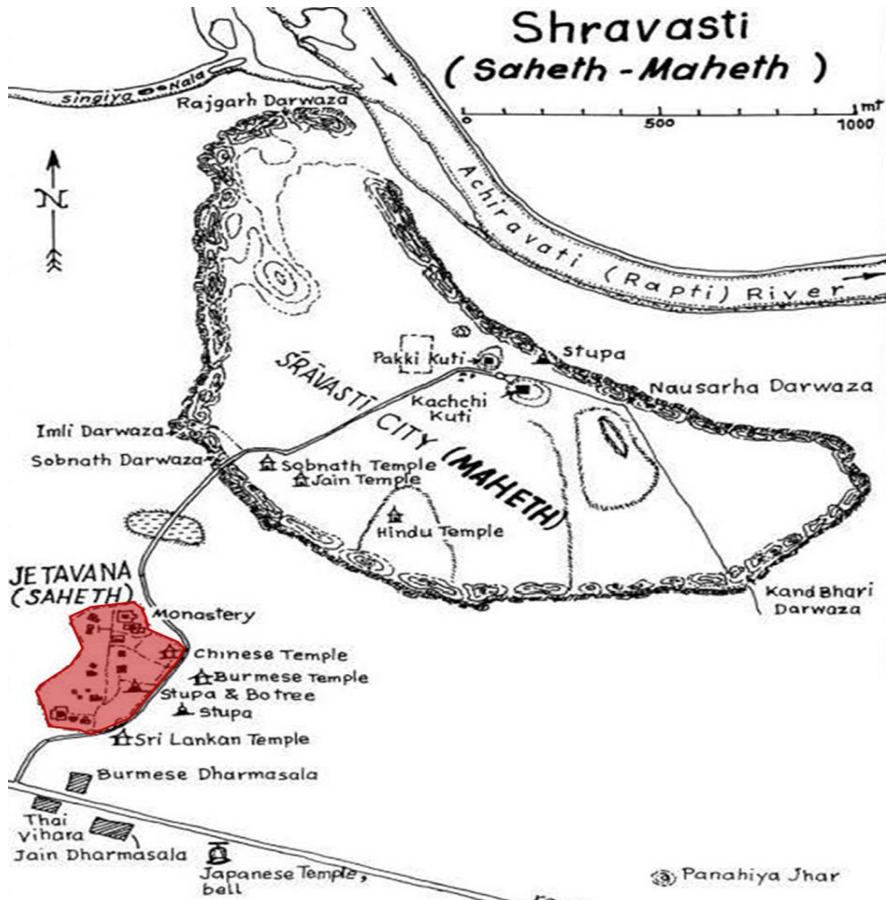 Shravasti
(Saheth-Maheth)
mt
0 500 1000
Singiya Nala
Rajgarh Darwaza
N
Achiravati (Rapti) River
Pakki Kuti
Stupa
Nausarha Darwaza
Kachchi
Kuti
SRĀVASTĪ
CITY (MAHETH)
Imli Darwaza
Sobnath Darwaza
Sobnath Temple
Jain Temple
Hindu Temple
JETAVANA
(SAHETH)
Monastery
Kand Bhari
Darwaza
Chinese Temple
Burmese Temple
Stupa & Bo tree
Stupa
Sri Lankan Temple
Burmese Dharmasala
Thai
Vihara
Jain Dharmasala
Japanese Temple,
bell
Panahiya Jhar